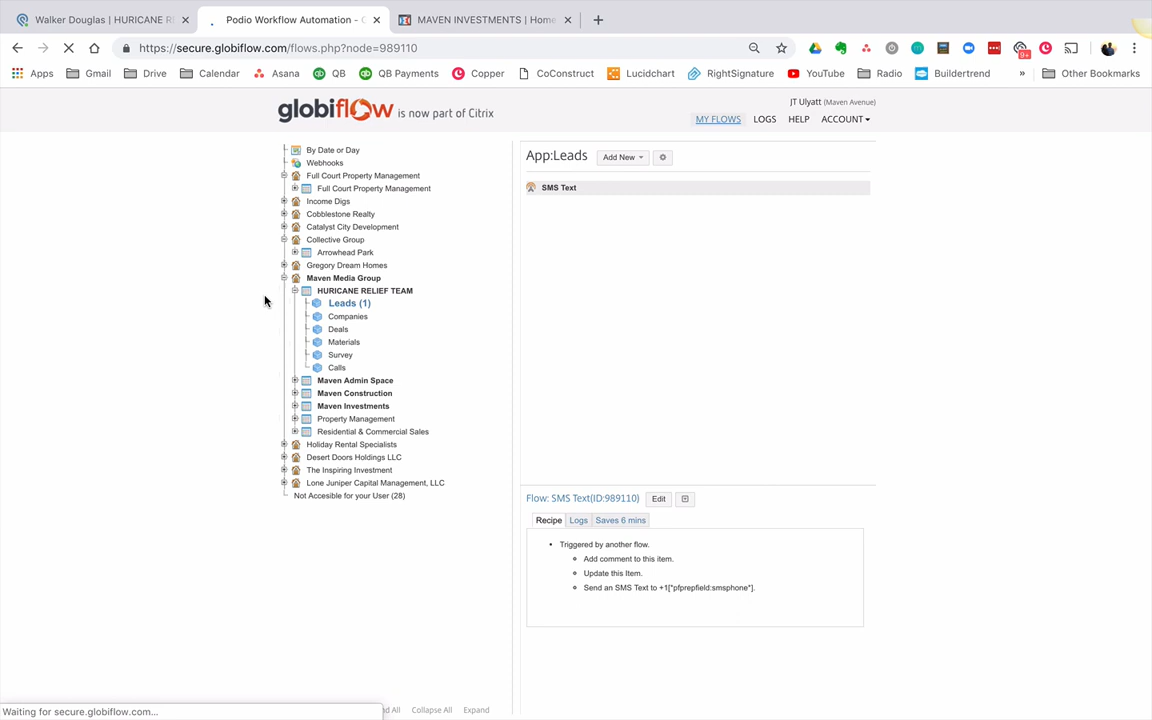 Walker Douglas | HURICANE R
Podio Workflow Automation -
MAVEN INVESTMENTS | Home
https://secure.globiflow.com/flows.php?node=989110
9+
Apps
Gmail
Drive
Calendar
Asana
QB
QB Payments
Copper
CoConstruct
Lucidchart
RightSignature
YouTube
Radio
Buildertrend
»
Other Bookmarks
globiflow is now part of Citrix
JT Ulyatt (Maven Avenue)
MY FLOWS
LOGS
HELP
ACCOUNT
By Date or Day
Webhooks
Full Court Property Management
Full Court Property Management
Income Digs
Cobblestone Realty
Catalyst City Development
Collective Group
Arrowhead Park
Gregory Dream Homes
Maven Media Group
HURICANE RELIEF TEAM
Leads (1)
Companies
Deals
Materials
Survey
Calls
Maven Admin Space
Maven Construction
Maven Investments
Property Management
Residential & Commercial Sales
Holiday Rental Specialists
Desert Doors Holdings LLC
The Inspiring Investment
Lone Juniper Capital Management, LLC
Not Accesible for your User (28)
App:Leads
Add New
SMS Text
Flow: SMS Text(ID:989110)
Edit
Recipe
Logs
Saves 6 mins
Triggered by another flow.
Add comment to this item.
Update this Item.
Send an SMS Text to +1["pfprepfield:smsphone"].
Waiting for secure.globiflow.com...
nd All
Collapse All
Expand